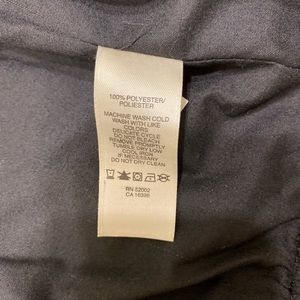 100% POLYESTER/
POLIESTER
MACHINE WASH COLD
WASH WITH LIKE
COLORS
DELICATE CYCLE
DO NOT BLEACH
REMOVE PROMPTLY
TUMBLE DRY LOW
COOL IRON
IF NECESSARY
DO NOT DRY CLEAN
RN 52002
CA 16396